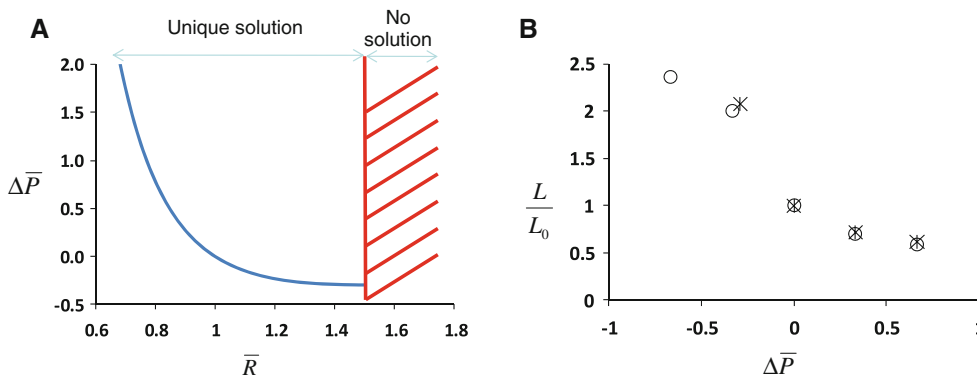 A
Unique solution
No
solution
2.0
1.5
1.0
0.5
0.0
-0.5
ΔP̅
0.6 0.8 1 1.2 1.4 1.6 1.8
R̅
B
2.5
2
1.5
1
0.5
0
L
L₀
-1 -0.5 0 0.5
ΔP̅